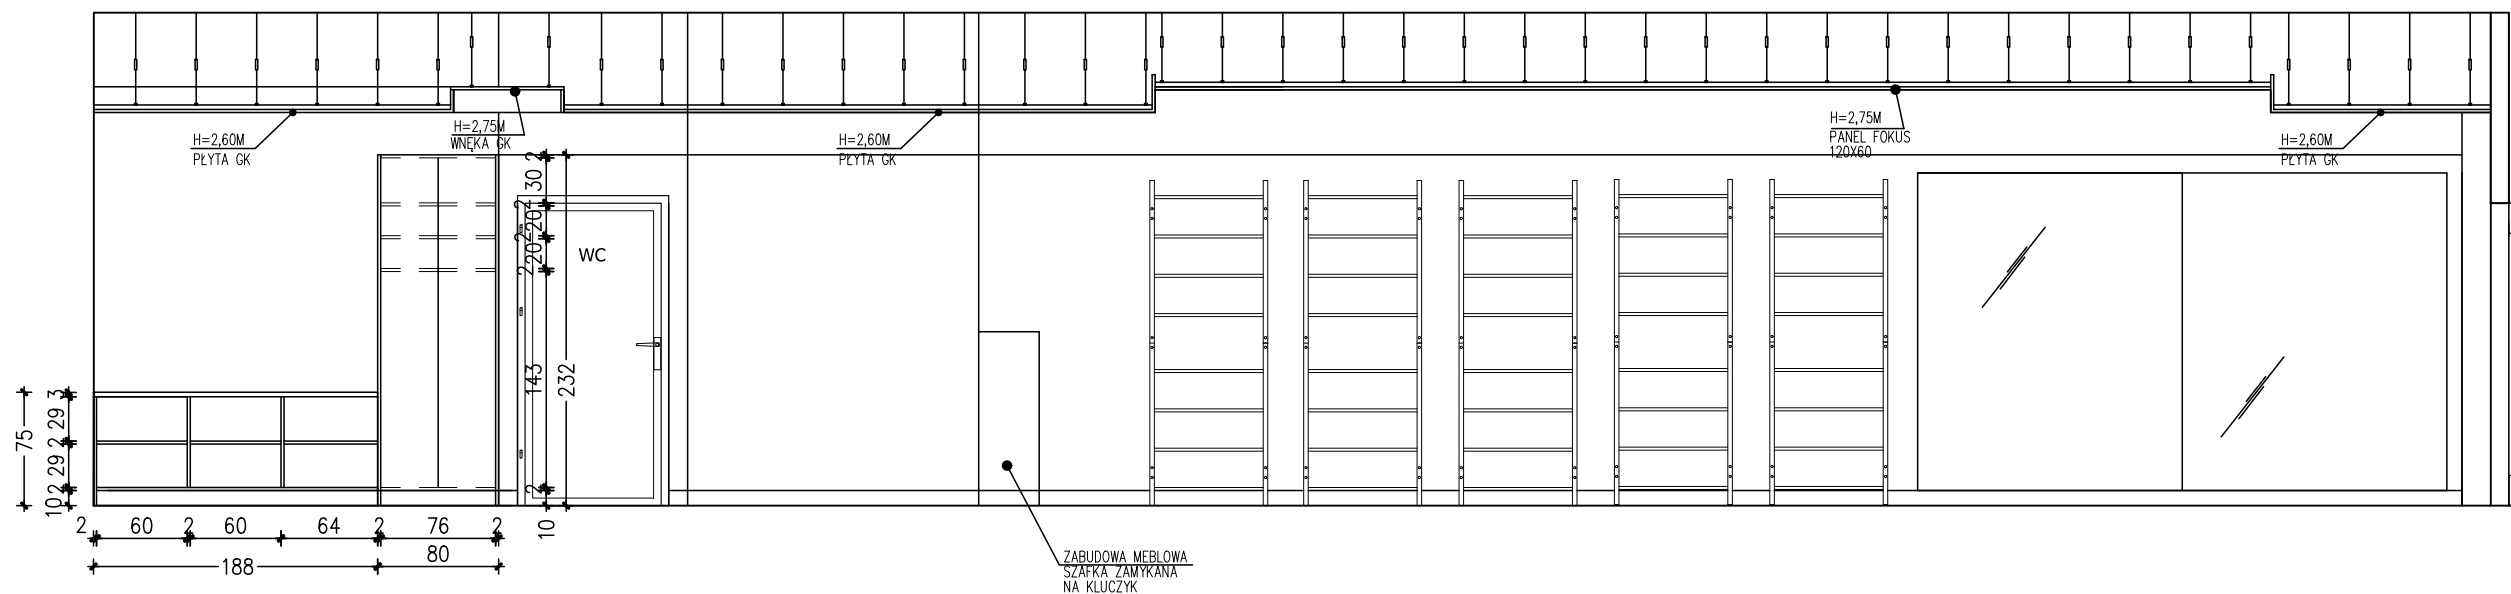 H=2,60M
PŁYTA GK
H=2,75M
WNĘKA GK
H=2,60M
PŁYTA GK
H=2,75M
PANEL FOKUS
120X60
H=2,60M
PŁYTA GK
WC
2
30
2
20
2
20
2
143
232
2
10
75
3
29
2
29
2
10
2
60
2
60
64
2
76
2
188
80
ZABUDOWA MEBLOWA
SZAFKA ZAMYKANA
NA KLUCZYK